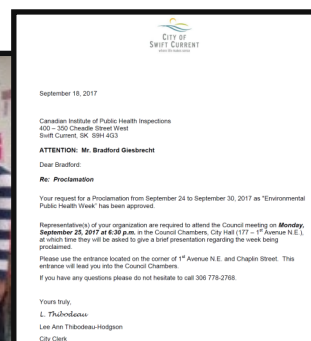 CITY OF
SWIFT CURRENT
September 18, 2017
Canadian Institute of Public Health Inspections
400 – 350 Cheadle Street West
Swift Current, SK S9H 4G3
ATTENTION: Mr. Bradford Giesbrecht
Dear Bradford:
Re: Proclamation
Your request for a Proclamation from September 24 to September 30, 2017 as "Environmental
Public Health Week" has been approved.
Representative(s) of your organization are required to attend the Council meeting on Monday,
September 25, 2017 at 6:30 p.m. in the Council Chambers, City Hall (177 – 1st Avenue N.E.),
at which time they will be asked to give a brief presentation regarding the week being
proclaimed.
Please use the entrance located on the corner of 1st Avenue N.E. and Chaplin Street. This
entrance will lead you into the Council Chambers.
If you have any questions please do not hesitate to call 306 778-2768.
Yours truly,
L. Thibodeau
Lee Ann Thibodeau-Hodgson
City Clerk